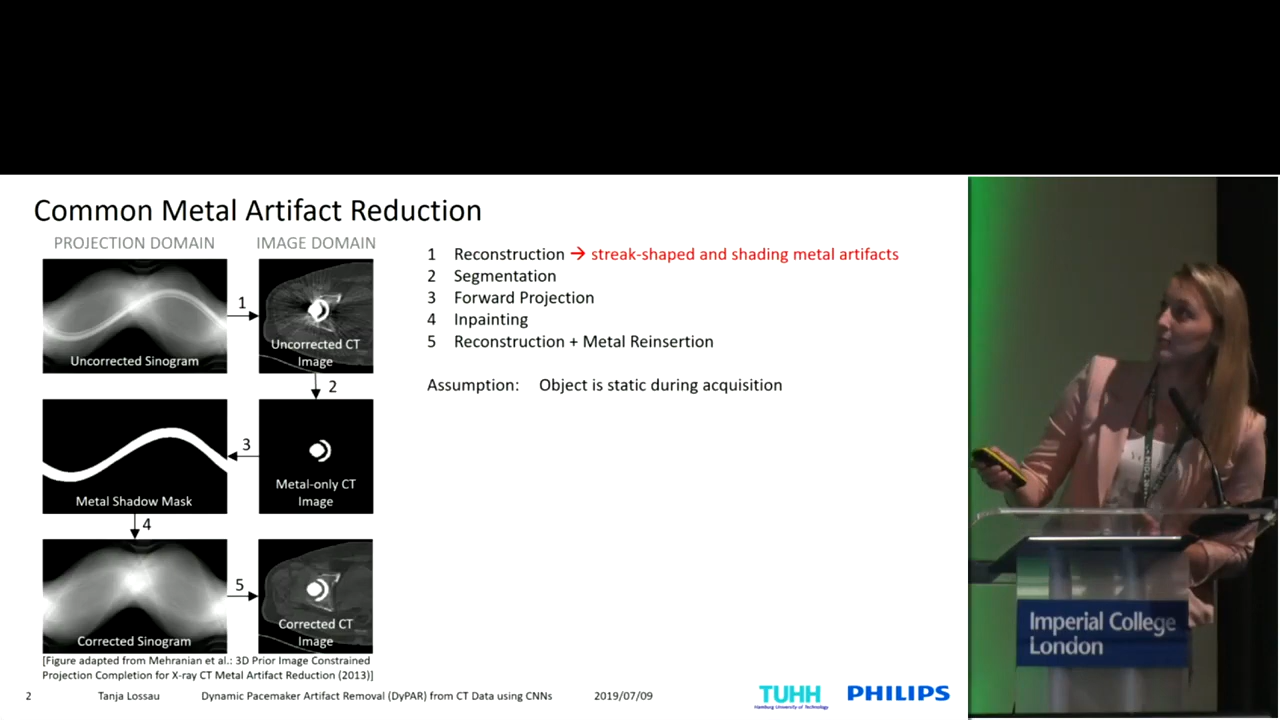 Common Metal Artifact Reduction
PROJECTION DOMAIN
IMAGE DOMAIN
Uncorrected Sinogram
1
Uncorrected CT
Image
2
Metal Shadow Mask
3
Metal-only CT
Image
4
Corrected Sinogram
5
Corrected CT
Image
[Figure adapted from Mehranian et al.: 3D Prior Image Constrained
Projection Completion for X-ray CT Metal Artifact Reduction (2013)]
1 Reconstruction → streak-shaped and shading metal artifacts
2 Segmentation
3 Forward Projection
4 Inpainting
5 Reconstruction + Metal Reinsertion
Assumption: Object is static during acquisition
2 Tanja Lossau Dynamic Pacemaker Artifact Removal (DyPAR) from CT Data using CNNs 2019/07/09
TUHH
Hamburg University of Technology
PHILIPS
Imperial College
London